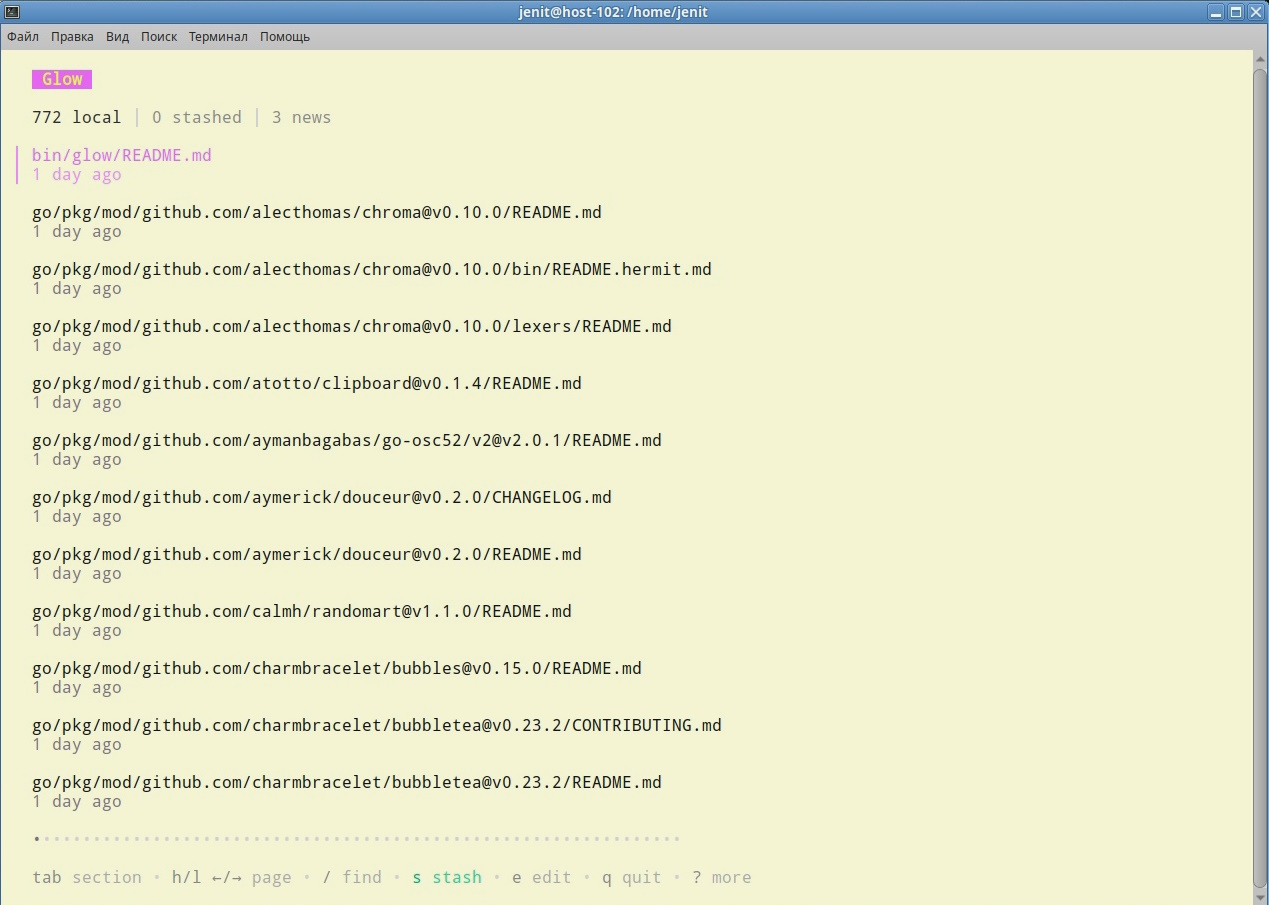 jenit@host-102: /home/jenit
Файл Правка Вид Поиск Терминал Помощь
Glow
772 local │ 0 stashed │ 3 news
bin/glow/README.md
1 day ago
go/pkg/mod/github.com/alecthomas/chroma@v0.10.0/README.md
1 day ago
go/pkg/mod/github.com/alecthomas/chroma@v0.10.0/bin/README.hermit.md
1 day ago
go/pkg/mod/github.com/alecthomas/chroma@v0.10.0/lexers/README.md
1 day ago
go/pkg/mod/github.com/atotto/clipboard@v0.1.4/README.md
1 day ago
go/pkg/mod/github.com/aymanbagabas/go-osc52/v2@v2.0.1/README.md
1 day ago
go/pkg/mod/github.com/aymerick/douceur@v0.2.0/CHANGELOG.md
1 day ago
go/pkg/mod/github.com/aymerick/douceur@v0.2.0/README.md
1 day ago
go/pkg/mod/github.com/calmh/randomart@v1.1.0/README.md
1 day ago
go/pkg/mod/github.com/charmbracelet/bubbles@v0.15.0/README.md
1 day ago
go/pkg/mod/github.com/charmbracelet/bubbletea@v0.23.2/CONTRIBUTING.md
1 day ago
go/pkg/mod/github.com/charmbracelet/bubbletea@v0.23.2/README.md
1 day ago
tab section • h/l ←/→ page • / find • s stash • e edit • q quit • ? more